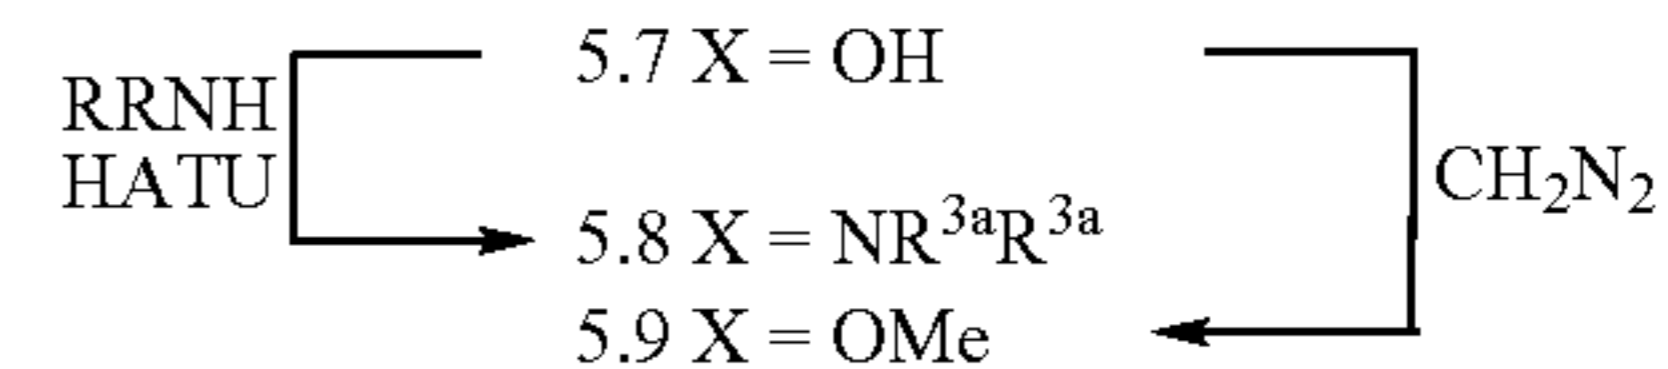 5.7 X = OH
RRNH
HATU
CH₂N₂
5.8 X = NR³ᵃR³ᵃ
5.9 X = OMe